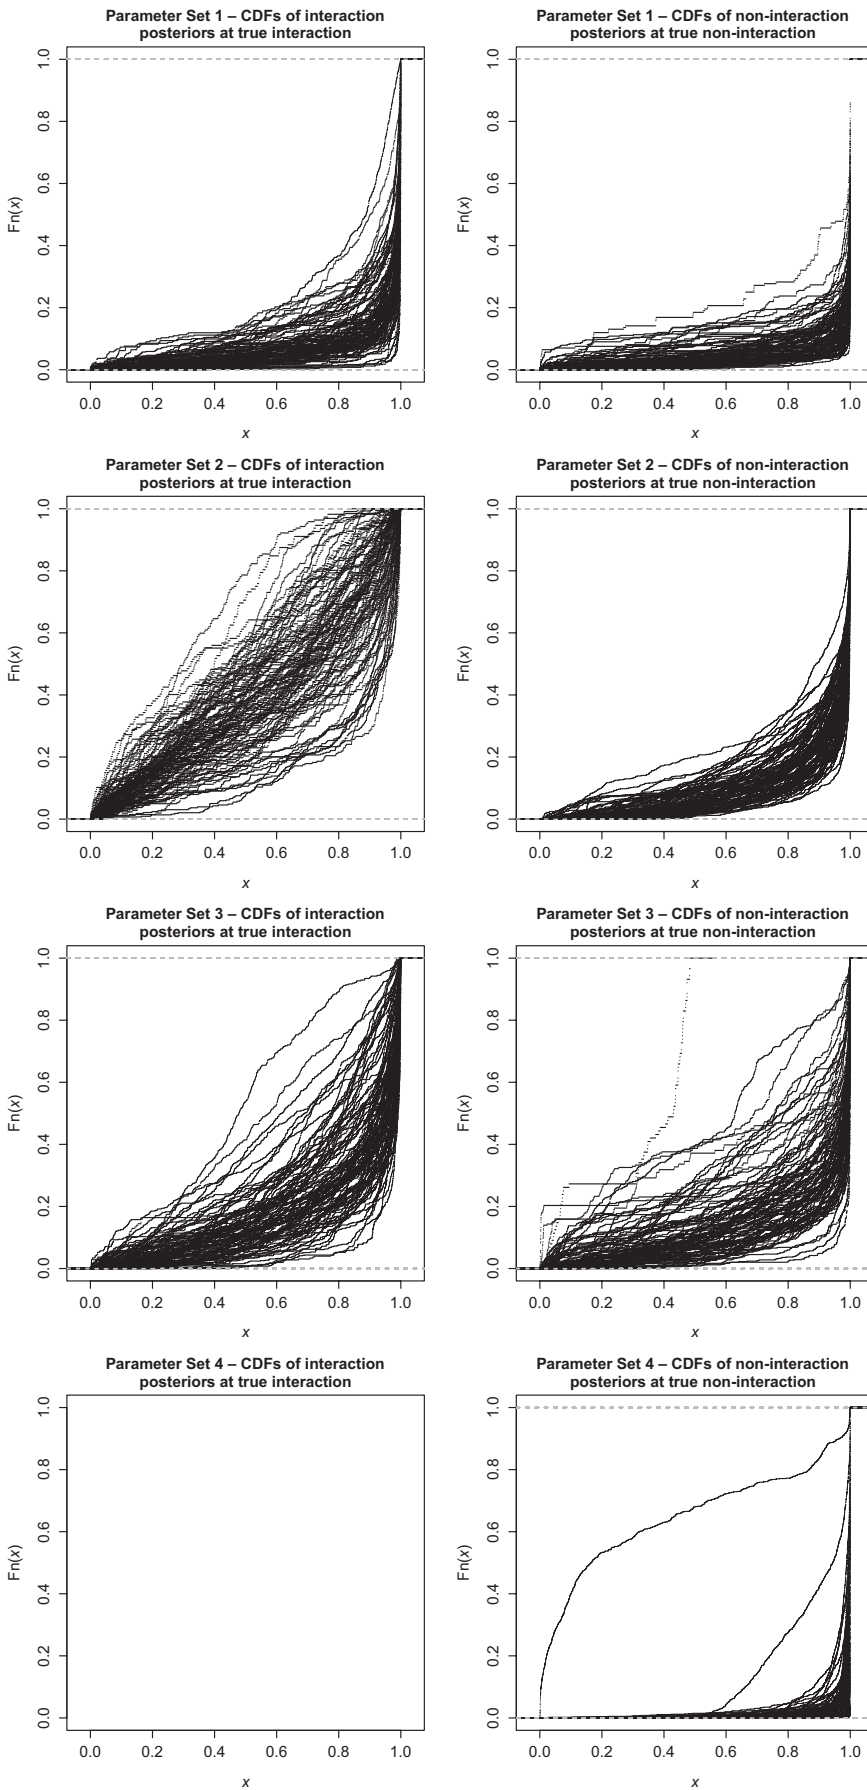 Parameter Set 1 – CDFs of interaction
posteriors at true interaction
Fn(x)
1.0
0.8
0.6
0.4
0.2
0.0
0.0 0.2 0.4 0.6 0.8 1.0
x
Parameter Set 1 – CDFs of non-interaction
posteriors at true non-interaction
Fn(x)
1.0
0.8
0.6
0.4
0.2
0.0
0.0 0.2 0.4 0.6 0.8 1.0
x
Parameter Set 2 – CDFs of interaction
posteriors at true interaction
Fn(x)
1.0
0.8
0.6
0.4
0.2
0.0
0.0 0.2 0.4 0.6 0.8 1.0
x
Parameter Set 2 – CDFs of non-interaction
posteriors at true non-interaction
Fn(x)
1.0
0.8
0.6
0.4
0.2
0.0
0.0 0.2 0.4 0.6 0.8 1.0
x
Parameter Set 3 – CDFs of interaction
posteriors at true interaction
Fn(x)
1.0
0.8
0.6
0.4
0.2
0.0
0.0 0.2 0.4 0.6 0.8 1.0
x
Parameter Set 3 – CDFs of non-interaction
posteriors at true non-interaction
Fn(x)
1.0
0.8
0.6
0.4
0.2
0.0
0.0 0.2 0.4 0.6 0.8 1.0
x
Parameter Set 4 – CDFs of interaction
posteriors at true interaction
Fn(x)
1.0
0.8
0.6
0.4
0.2
0.0
0.0 0.2 0.4 0.6 0.8 1.0
x
Parameter Set 4 – CDFs of non-interaction
posteriors at true non-interaction
Fn(x)
1.0
0.8
0.6
0.4
0.2
0.0
0.0 0.2 0.4 0.6 0.8 1.0
x